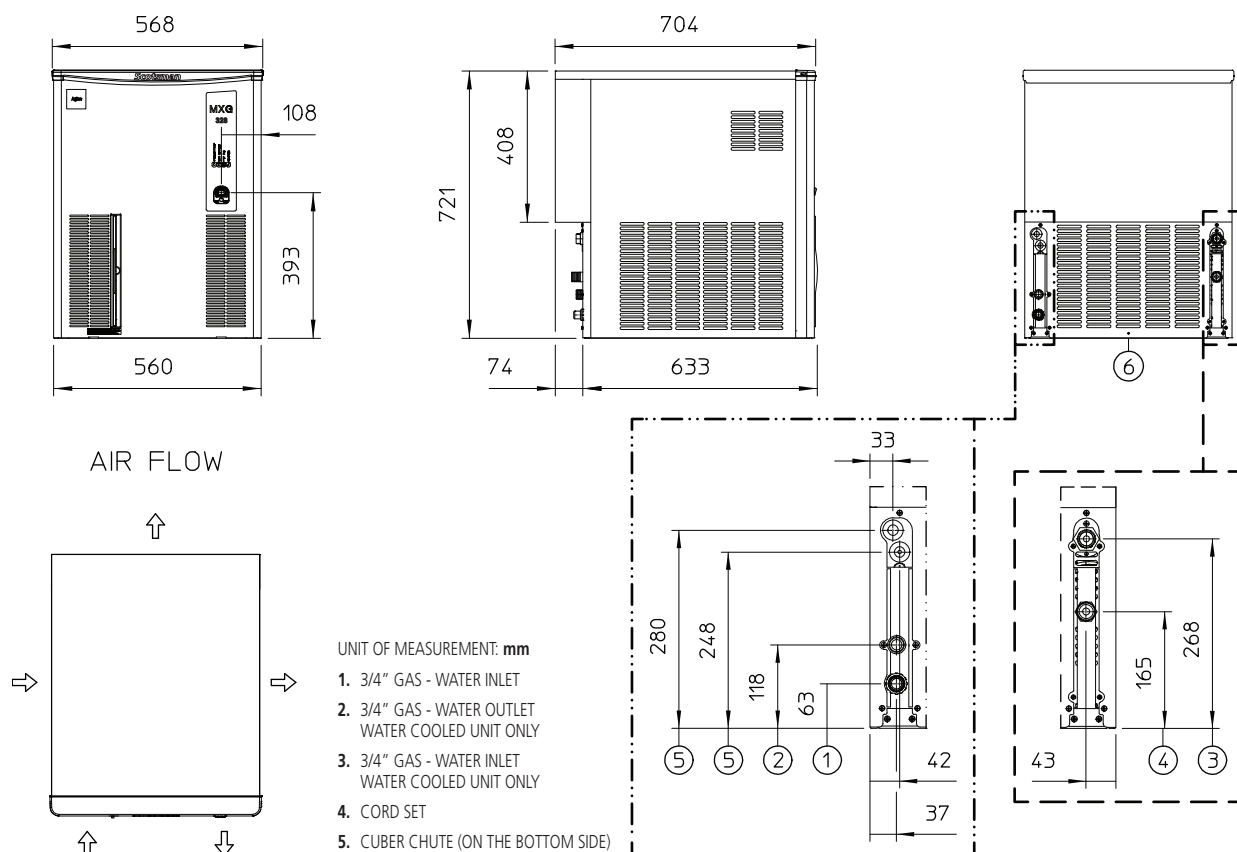 568
704
Scotsman
MXG
328
108
408
721
393
560
74
633
6
AIR FLOW
33
280
248
118
63
268
165
5
5
2
1
4
3
42
43
37
UNIT OF MEASUREMENT: mm
1. 3/4” GAS - WATER INLET
2. 3/4” GAS - WATER OUTLET
WATER COOLED UNIT ONLY
3. 3/4” GAS - WATER INLET
WATER COOLED UNIT ONLY
4. CORD SET
5. CUBER CHUTE (ON THE BOTTOM SIDE)